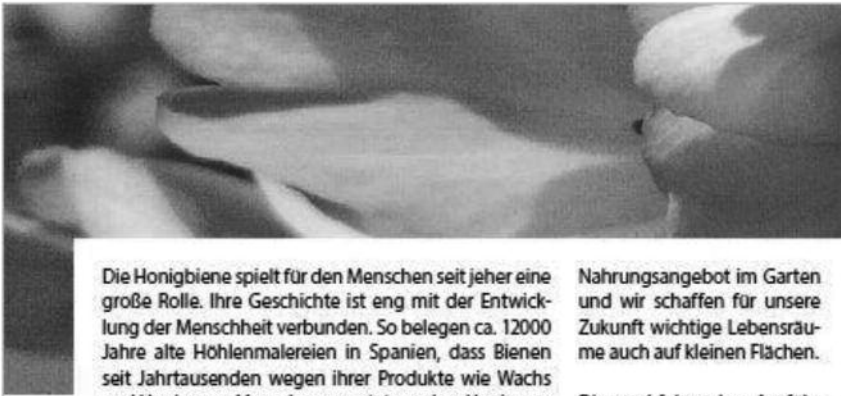 Die Honigbiene spielt für den Menschen seit jeher eine
große Rolle. Ihre Geschichte ist eng mit der Entwick-
lung der Menschheit verbunden. So belegen ca. 12000
Jahre alte Höhlenmalereien in Spanien, dass Bienen
seit Jahrtausenden wegen ihrer Produkte wie Wachs
Nahrungsangebot im Garten
und wir schaffen für unsere
Zukunft wichtige Lebensräu-
me auch auf kleinen Flächen.